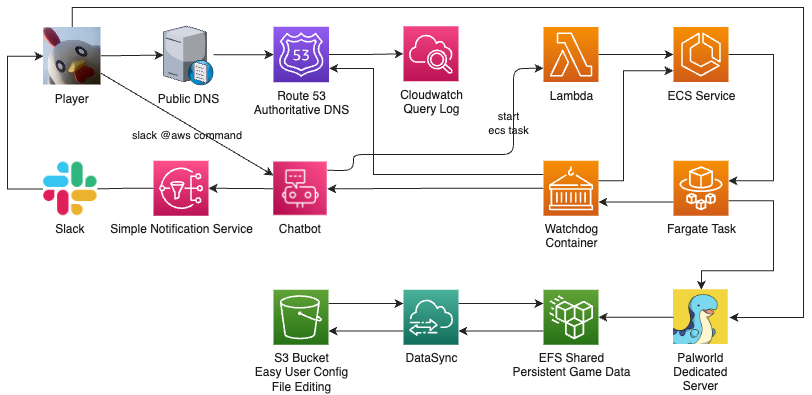 53
Player
Public DNS
Route 53
Authoritative DNS
Cloudwatch
Query Log
Lambda
ECS Service
start
ecs task
slack @aws command
Slack
Simple Notification Service
Chatbot
Watchdog
Container
Fargate Task
S3 Bucket
Easy User Config
File Editing
DataSync
EFS Shared
Persistent Game Data
Palworld
Dedicated
Server